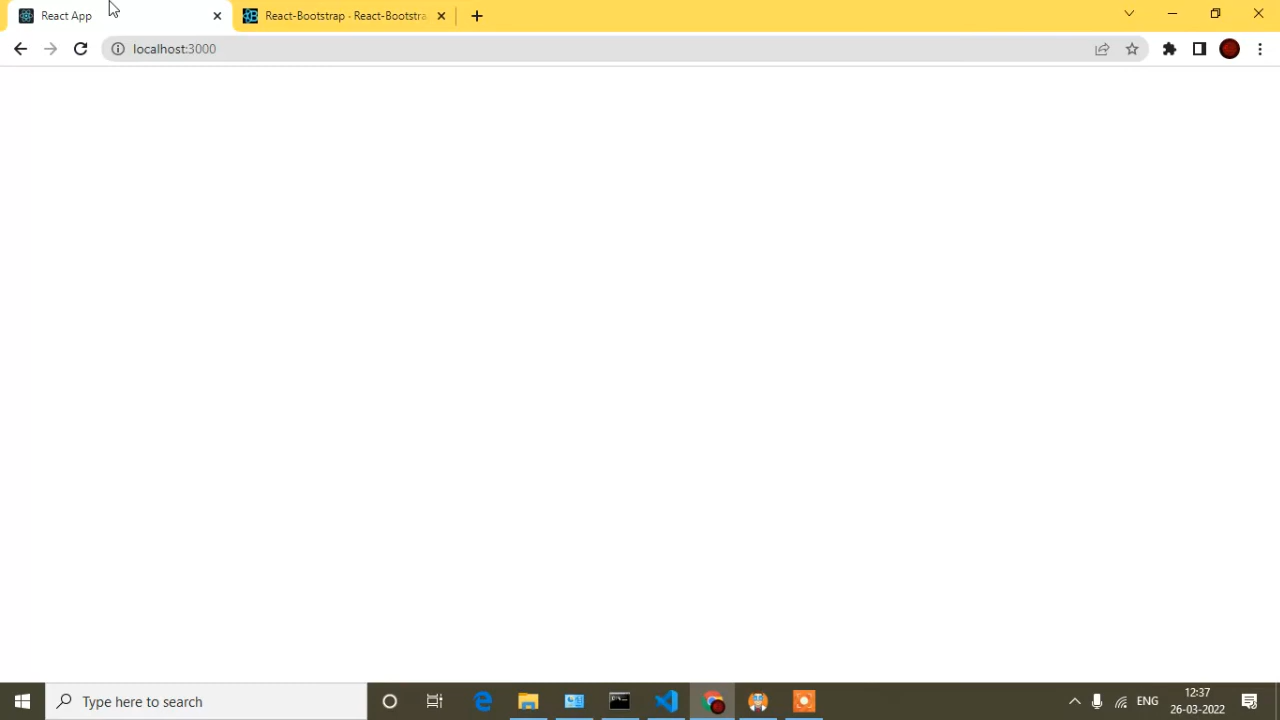 React App
React-Bootstrap · React-Bootstra
localhost:3000
Type here to search
ENG
12:37
26-03-2022